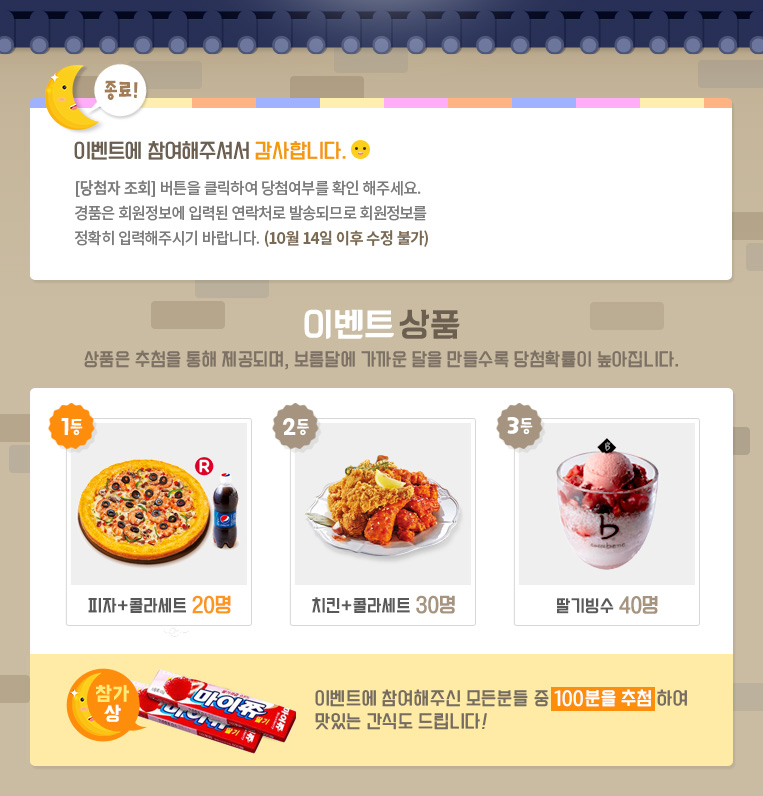 종료!
이벤트에 참여해주셔서 감사합니다.
[당첨자 조회] 버튼을 클릭하여 당첨여부를 확인 해주세요.
경품은 회원정보에 입력된 연락처로 발송되므로 회원정보를
정확히 입력해주시기 바랍니다. (10월 14일 이후 수정 불가)
이벤트 상품
상품은 추첨을 통해 제공되며, 보름달에 가까운 달을 만들수록 당첨확률이 높아집니다.
1등
2등
3등
R
B
b
피자+콜라세트 20명
치킨+콜라세트 30명
딸기빙수 40명
참가
상
마이쮸
딸기
마이쮸
딸기
이벤트에 참여해주신 모든분들 중 100분을 추첨하여
맛있는 간식도 드립니다!